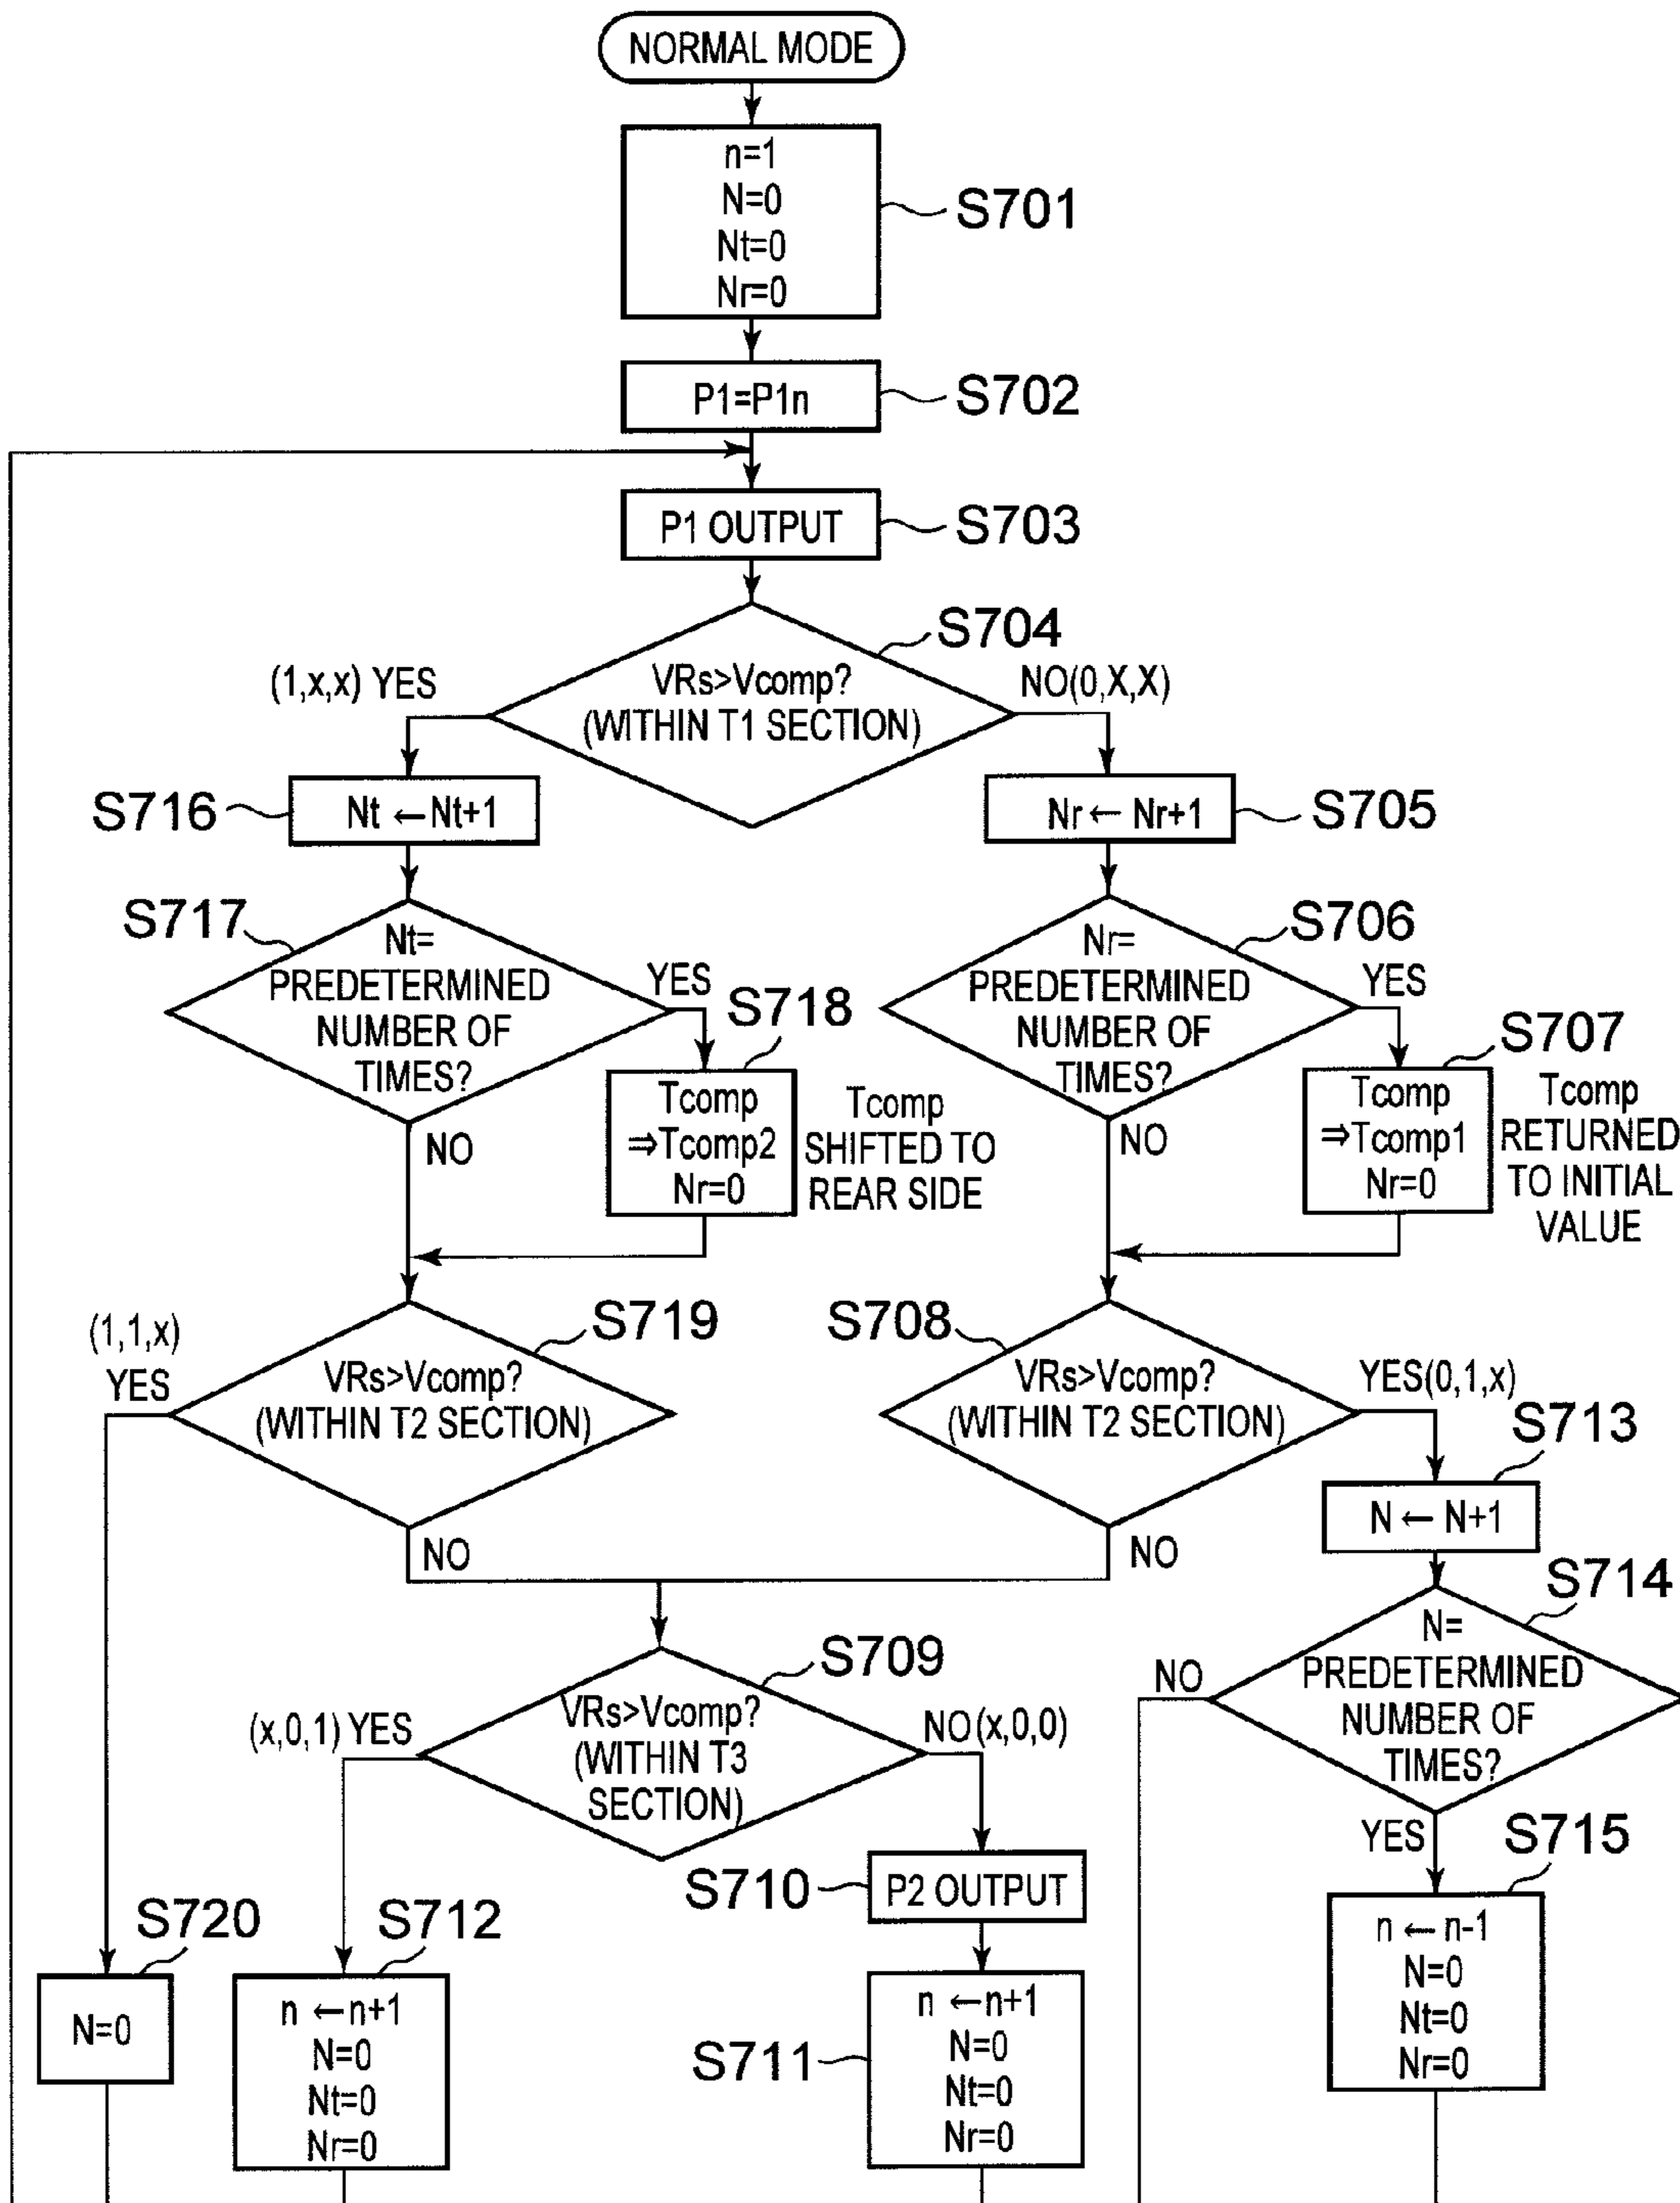 NORMAL MODE
n=1
N=0
Nt=0
Nr=0
S701
P1=P1n
S702
P1 OUTPUT
S703
S704
VRs>Vcomp?
(WITHIN T1 SECTION)
(1,x,x) YES
NO(0,X,X)
Nt ←Nt+1
S716
Nr ← Nr+1
S705
S717
Nt=
PREDETERMINED
NUMBER OF
TIMES?
YES
NO
S718
Tcomp
⇒Tcomp2
Nr=0
Tcomp
SHIFTED TO
REAR SIDE
S706
Nr=
PREDETERMINED
NUMBER OF
TIMES?
YES
NO
S707
Tcomp
⇒Tcomp1
Nr=0
Tcomp
RETURNED
TO INITIAL
VALUE
S719
(1,1,x)
YES
VRs>Vcomp?
(WITHIN T2 SECTION)
NO
S708
VRs>Vcomp?
(WITHIN T2 SECTION)
YES(0,1,x)
NO
S713
N ← N+1
S714
N=
PREDETERMINED
NUMBER OF
TIMES?
NO
YES
S709
VRs>Vcomp?
(WITHIN T3
SECTION)
(x,0,1) YES
NO(x,0,0)
S710
P2 OUTPUT
S715
n ← n-1
N=0
Nt=0
Nr=0
S720
N=0
S712
n ←n+1
N=0
Nt=0
Nr=0
S711
n ←n+1
N=0
Nt=0
Nr=0